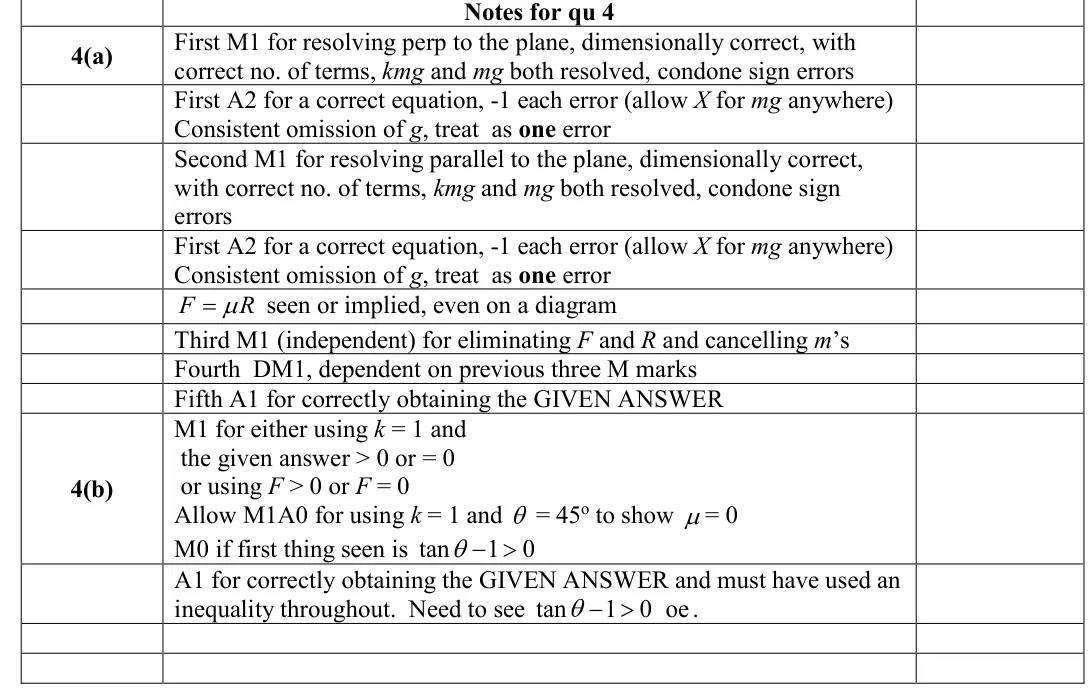 Notes for qu 4
4(a)
First M1 for resolving perp to the plane, dimensionally correct, with
correct no. of terms, kmg and mg both resolved, condone sign errors
First A2 for a correct equation, -1 each error (allow X for mg anywhere)
Consistent omission of g, treat  as one error
Second M1 for resolving parallel to the plane, dimensionally correct,
with correct no. of terms, kmg and mg both resolved, condone sign
errors
First A2 for a correct equation, -1 each error (allow X for mg anywhere)
Consistent omission of g, treat  as one error
F = μR seen or implied, even on a diagram
Third M1 (independent) for eliminating F and R and cancelling m’s
Fourth  DM1, dependent on previous three M marks
Fifth A1 for correctly obtaining the GIVEN ANSWER
4(b)
M1 for either using k = 1 and
the given answer > 0 or = 0
or using F > 0 or F = 0
Allow M1A0 for using k = 1 and θ = 45º to show μ = 0
M0 if first thing seen is tan θ − 1 > 0
A1 for correctly obtaining the GIVEN ANSWER and must have used an
inequality throughout.  Need to see tan θ − 1 > 0 oe.